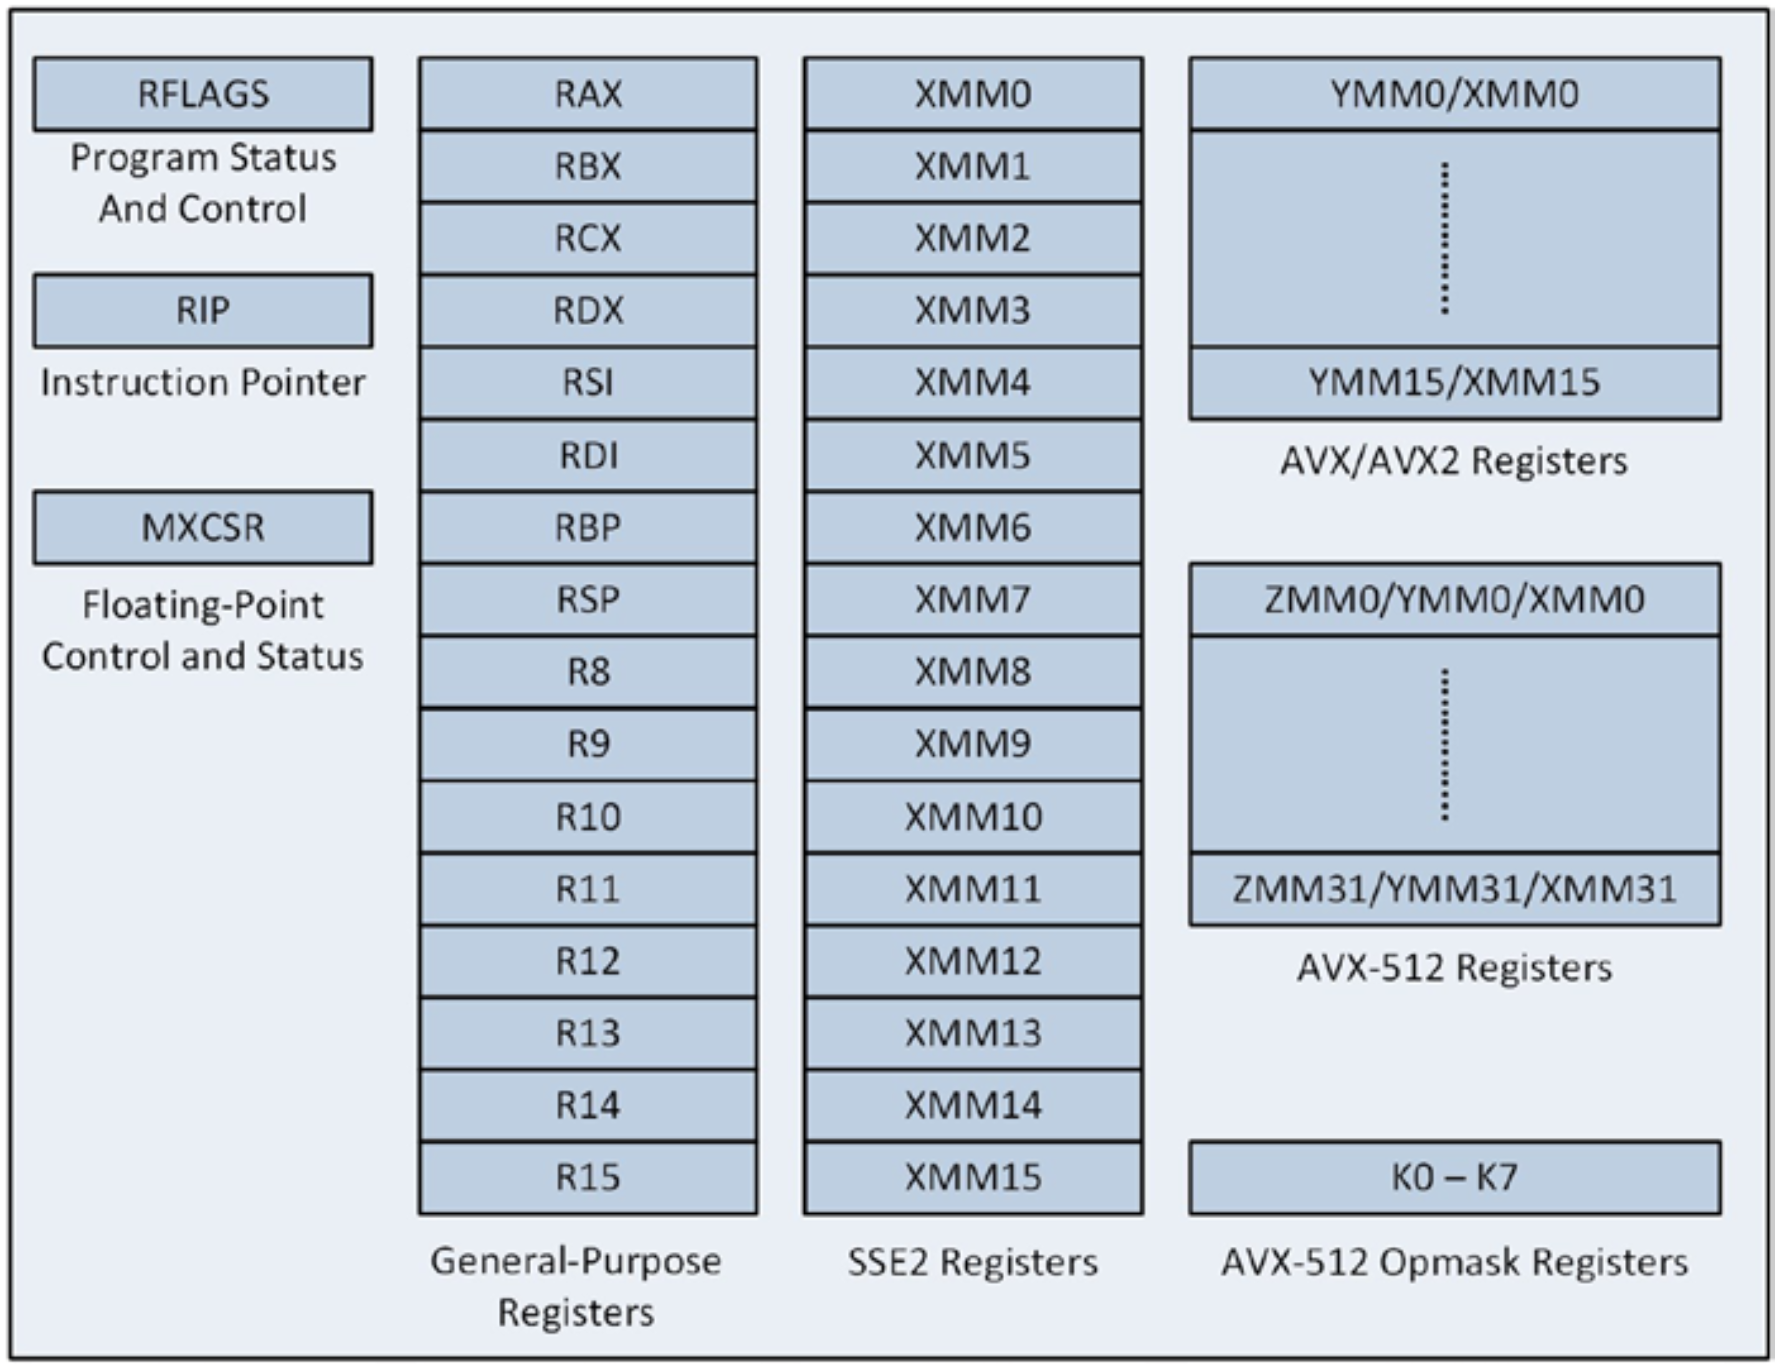 RFLAGS
Program Status
And Control
RIP
Instruction Pointer
MXCSR
Floating-Point
Control and Status
RAX
RBX
RCX
RDX
RSI
RDI
RBP
RSP
R8
R9
R10
R11
R12
R13
R14
R15
General-Purpose
Registers
XMM0
XMM1
XMM2
XMM3
XMM4
XMM5
XMM6
XMM7
XMM8
XMM9
XMM10
XMM11
XMM12
XMM13
XMM14
XMM15
SSE2 Registers
YMM0/XMM0
YMM15/XMM15
AVX/AVX2 Registers
ZMM0/YMM0/XMM0
ZMM31/YMM31/XMM31
AVX-512 Registers
K0 – K7
AVX-512 Opmask Registers